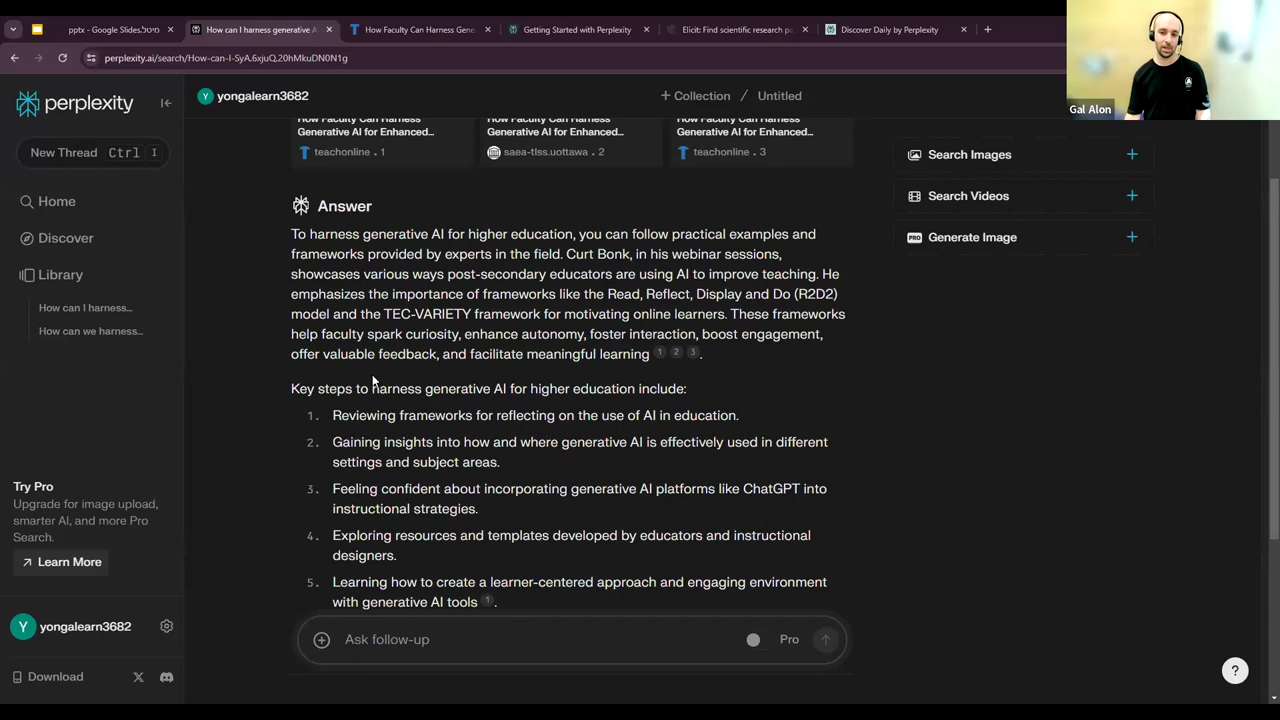 pptx - Google Slides.מיטל
How can I harness generative A
How Faculty Can Harness Gene
Getting Started with Perplexity
Elicit: Find scientific research p
Discover Daily by Perplexity
perplexity.ai/search/How-can-I-SyA.6xjuQ.20hMkuDN0N1g
Gal Alon
perplexity
New Thread Ctrl I
Home
Discover
Library
How can I harness...
How can we harness...
Try Pro
Upgrade for image upload,
smarter AI, and more Pro
Search.
Learn More
Y yongalearn3682
Download
Y yongalearn3682
Collection / Untitled
How Faculty Can Harness
Generative AI for Enhanced...
teachonline . 1
How Faculty Can Harness
Generative AI for Enhanced...
saea-tlss.uottawa . 2
How Faculty Can Harness
Generative AI for Enhanced...
teachonline . 3
Answer
To harness generative AI for higher education, you can follow practical examples and
frameworks provided by experts in the field. Curt Bonk, in his webinar sessions,
showcases various ways post-secondary educators are using AI to improve teaching. He
emphasizes the importance of frameworks like the Read, Reflect, Display and Do (R2D2)
model and the TEC-VARIETY framework for motivating online learners. These frameworks
help faculty spark curiosity, enhance autonomy, foster interaction, boost engagement,
offer valuable feedback, and facilitate meaningful learning 1 2 3 .
Key steps to harness generative AI for higher education include:
1. Reviewing frameworks for reflecting on the use of AI in education.
2. Gaining insights into how and where generative AI is effectively used in different
settings and subject areas.
3. Feeling confident about incorporating generative AI platforms like ChatGPT into
instructional strategies.
4. Exploring resources and templates developed by educators and instructional
designers.
5. Learning how to create a learner-centered approach and engaging environment
with generative AI tools 1 .
Ask follow-up
Pro
Search Images
Search Videos
PRO Generate Image
?